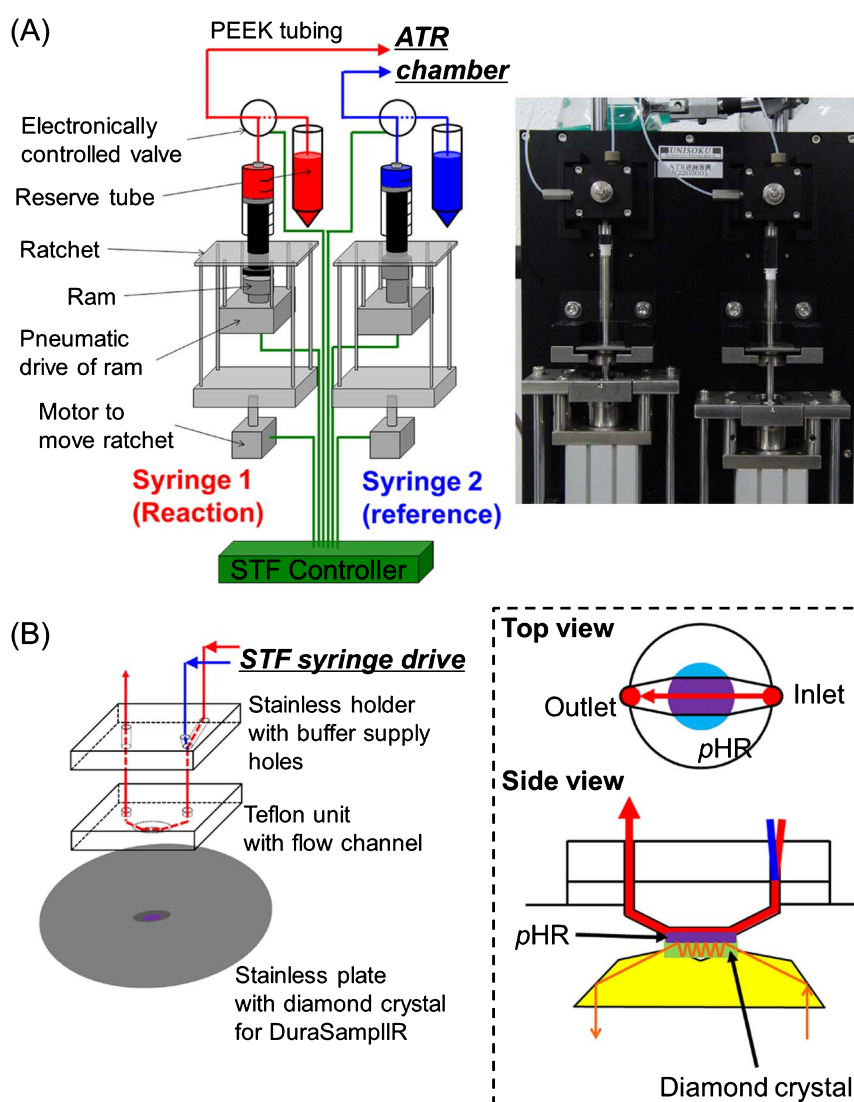 (A)
PEEK tubing
ATR
chamber
Electronically
controlled valve
Reserve tube
Ratchet
Ram
Pneumatic
drive of ram
Motor to
move ratchet
Syringe 1
(Reaction)
Syringe 2
(reference)
STF Controller
UNISOKU
(B)
STF syringe drive
Stainless holder
with buffer supply
holes
Teflon unit
with flow channel
Stainless plate
with diamond crystal
for DuraSamplIR
Top view
Outlet
Inlet
pHR
Side view
pHR
Diamond crystal